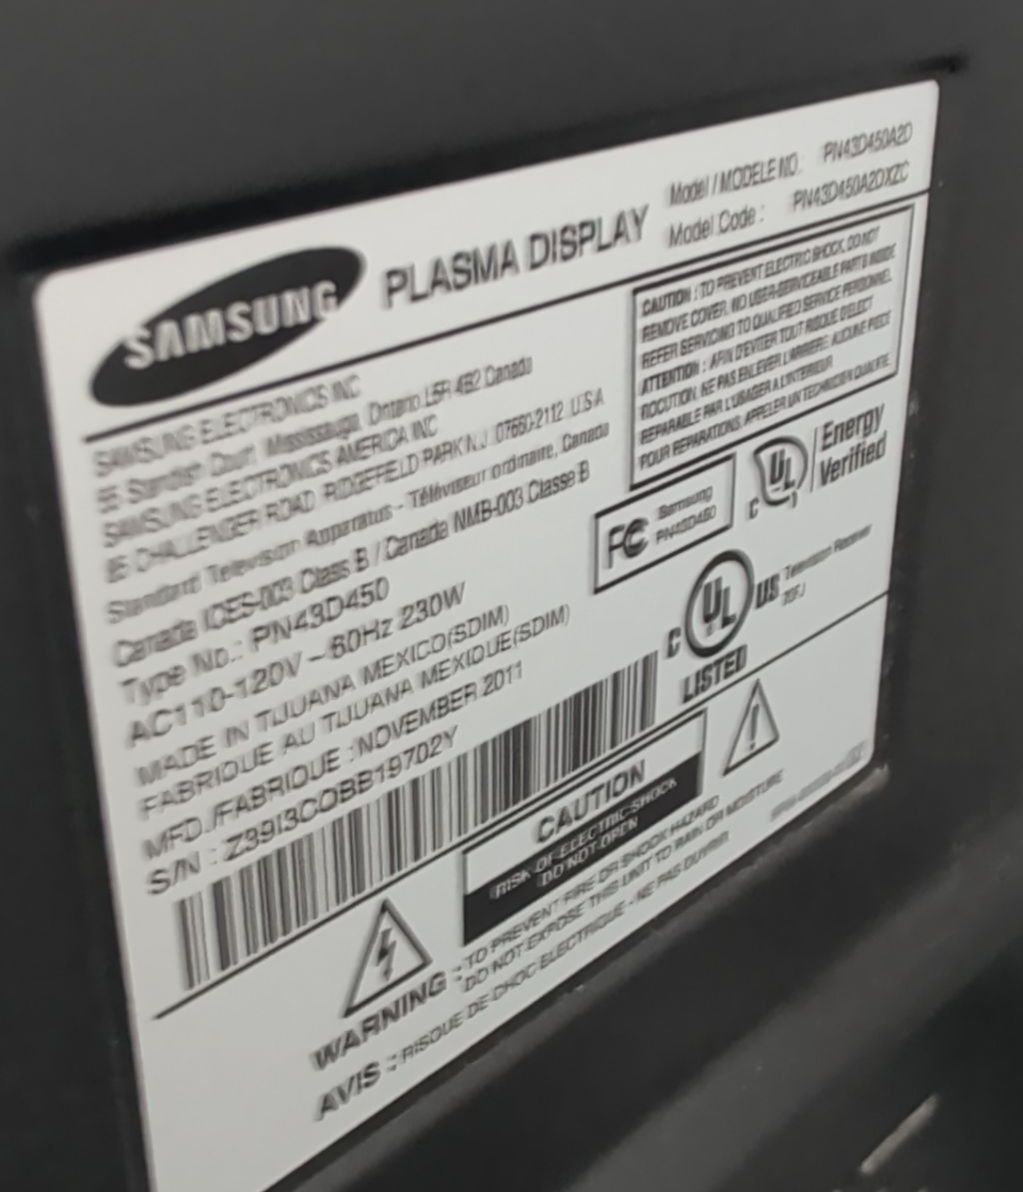 SAMSUNG
PLASMA DISPLAY
Model / MODELE NO. : PN43D450A2D
Model Code : PN43D450A2DXZC
SAMSUNG ELECTRONICS INC
55 Standish Court Mississauga, Ontario L5R 4B2 Canada
SAMSUNG ELECTRONICS AMERICA INC
85 CHALLENGER ROAD RIDGEFIELD PARK N.J. 07660-2112 U.S.A
Standard Television Apparatus - Téléviseur ordinaire, Canada
Canada ICES-003 Class B / Canada NMB-003 Classe B
Type No.: PN43D450
AC110-120V ~ 60Hz 230W
MADE IN TIJUANA MEXICO(SDIM)
FABRIQUE AU TIJUANA MEXIQUE(SDIM)
MFD./FABRIQUE : NOVEMBER 2011
S/N : Z39I3COBB19702Y
CAUTION : TO PREVENT ELECTRIC SHOCK, DO NOT
REMOVE COVER. NO USER-SERVICEABLE PARTS INSIDE
REFER SERVICING TO QUALIFIED SERVICE PERSONNEL.
ATTENTION : AFIN D'EVITER TOUT RISQUE D'ELECT
ROCUTION. NE PAS ENLEVER L'ARRIERE. AUCUNE PIECE
REPARABLE PAR L'USAGER A L'INTERIEUR
POUR REPARATIONS, APPELER UN TECHNICIEN QUALIFIE.
FC Samsung
PN43D450
C UL
Energy
Verified
C UL US
LISTED
Television Receiver
CAUTION
RISK OF ELECTRIC SHOCK
DO NOT OPEN
WARNING : TO PREVENT FIRE OR SHOCK HAZARD
DO NOT EXPOSE THIS UNIT TO RAIN OR MOISTURE
AVIS : RISQUE DE CHOC ELECTRIQUE - NE PAS OUVRIR